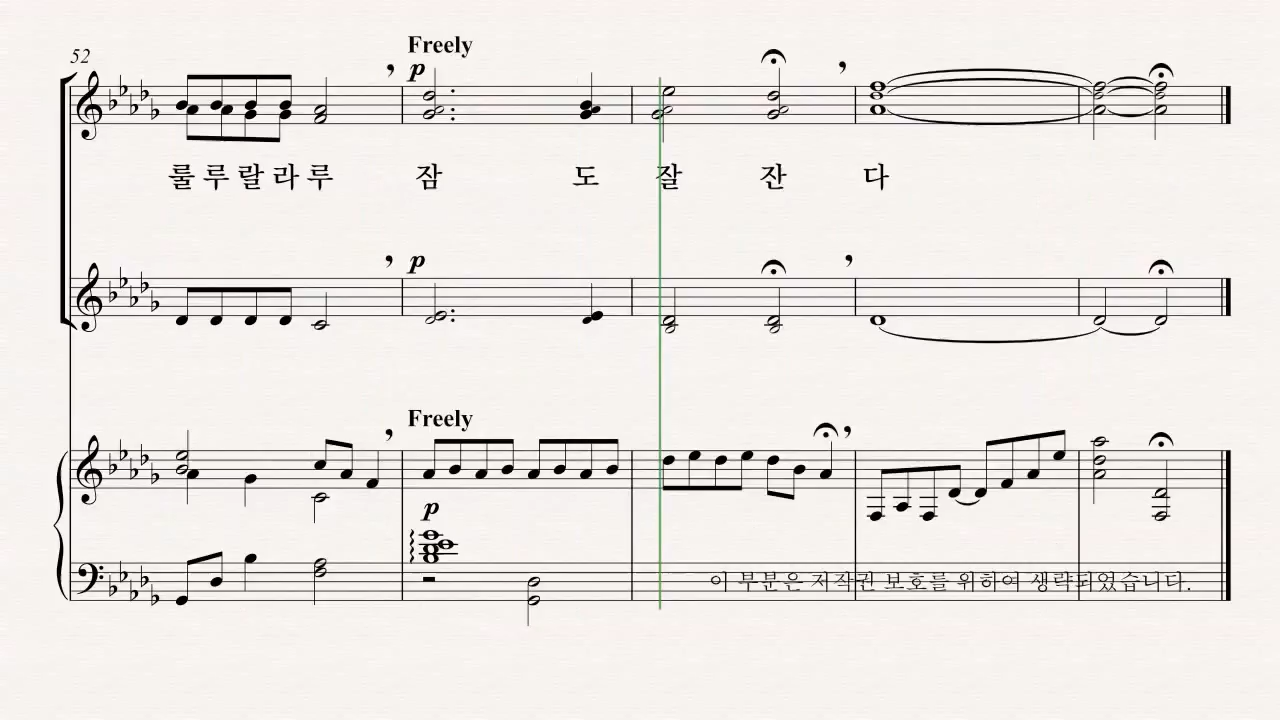 52
Freely
p
룰 루 랄 라 루 잠 도 잘 잔 다
p
Freely
p
이 부분은 저작권 보호를 위하여 생략되었습니다.